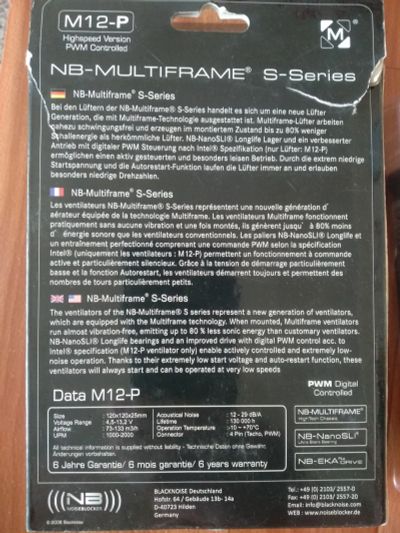 M12-P
Highspeed Version
PWM Controlled
M
NB-MULTIFRAME® S-Series
NB-Multiframe® S-Series
Bei den Lüftern der NB-Multiframe® S-Series handelt es sich um eine neue Lüfter
Generation, die mit Multiframe-Technologie ausgestattet ist. Multiframe-Lüfter arbeiten
nahezu schwingungsfrei und erzeugen im montiertem Zustand bis zu 80% weniger
Schallenergie als herkömmliche Lüfter. NB-NanoSLI® Longlife Lager und ein verbesserter
Antrieb mit digitaler PWM Steuerung nach Intel® Spezifikation (nur Lüfter: M12-P)
ermöglichen einen aktiv gesteuerten und besonders leisen Betrieb. Durch die extrem niedrige
Startspannung und die Autorestart-Funktion laufen die Lüfter immer an und erlauben
besonders niedrige Drehzahlen.
NB-Multiframe® S-Series
Les ventilateurs NB-Multiframe® S-Series représentent une nouvelle génération d'
aérateur équipée de la technologie Multiframe. Les ventilateurs Multiframe fonctionnent
pratiquement sans aucune vibration et une fois montés, ils génèrent jusqu' à 80% moins
d' énergie sonore que les ventilateurs conventionnels. Les paliers NB-NanoSLI® Longlife et
un entraînement perfectionné comprenant une commande PWM selon la spécification
Intel® (uniquement les ventilateurs : M12-P) permettent un fonctionnement à commande
active et particulièrement silencieux. Grâce à la tension de démarrage particulièrement
basse et la fonction Autorestart, les ventilateurs démarrent toujours et permettent des
nombres de tours particulièrement petits.
NB-Multiframe® S-Series
The ventilators of the NB-Multiframe® S series represent a new generation of ventilators,
which are equipped with the Multiframe technology. When mounted, Multiframe ventilators
run almost vibration-free, emitting up to 80 % less sonic energy than customary ventilators.
NB-NanoSLI® Longlife bearings and an improved drive with digital PWM control acc. to
Intel® specification (M12-P ventilator only) enable actively controlled and extremely low-
noise operation. Thanks to their extremely low start voltage and auto-restart function, these
ventilators will always start and can be operated at very low speeds
Data M12-P
PWM Digital
Controlled
Size : 120x120x25mm
Voltage Range : 4,5-13,2 V
Airflow : 73-133 m³/h
UPM : 1000-2000
Acoustical Noise : 12 - 29 dB/A
Lifetime : 130 000 h
Operation Temperature : -10 ~ +70°C
Connector : 4 Pin (Tacho, PWM)
NB-MULTIFRAME®
High Tech Chassis
NB-NanoSLI®
NB-EKA DRIVE
All technical information is supplied without liability - Technische Daten ohne Gewähr.
Änderungen vorbehalten.
6 Jahre Garantie/ 6 mois garantie/ 6 years warranty
NB
NOISEBLOCKER
© 2008 Blacknoise
BLACKNOISE Deutschland
Hofstr. 64 / Gebäude 13b- 14a
D-40723 Hilden
Germany
Tel.: +49 (0) 2103 / 2557-0
Fax: +49 (0) 2103 / 2557-20
Email : info@blacknoise.com
WEB : www.noiseblocker.de